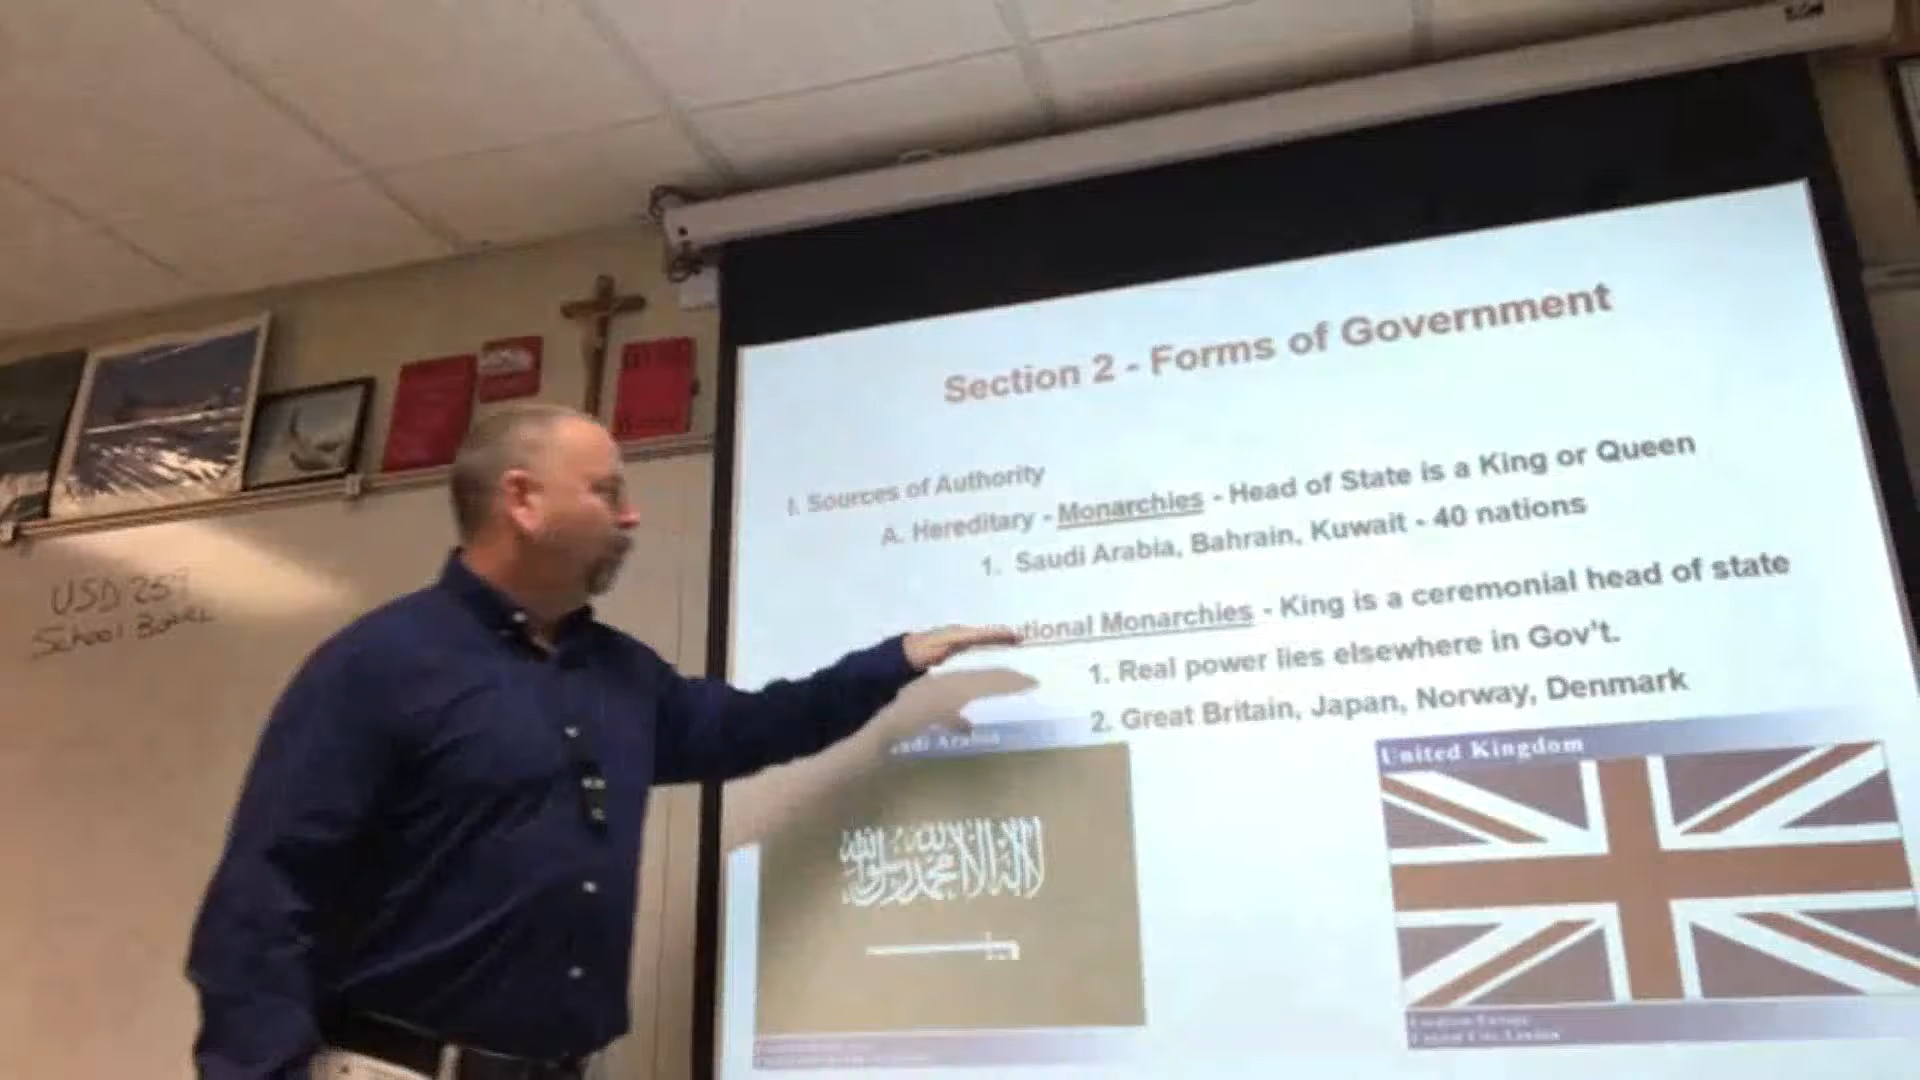 Section 2 - Forms of Government
I. Sources of Authority
A. Hereditary - Monarchies - Head of State is a King or Queen
1. Saudi Arabia, Bahrain, Kuwait - 40 nations
tional Monarchies - King is a ceremonial head of state
1. Real power lies elsewhere in Gov't.
2. Great Britain, Japan, Norway, Denmark
udi Arabia
United Kingdom
لا إله إلا الله محمد رسول الله
USD 259
School Board